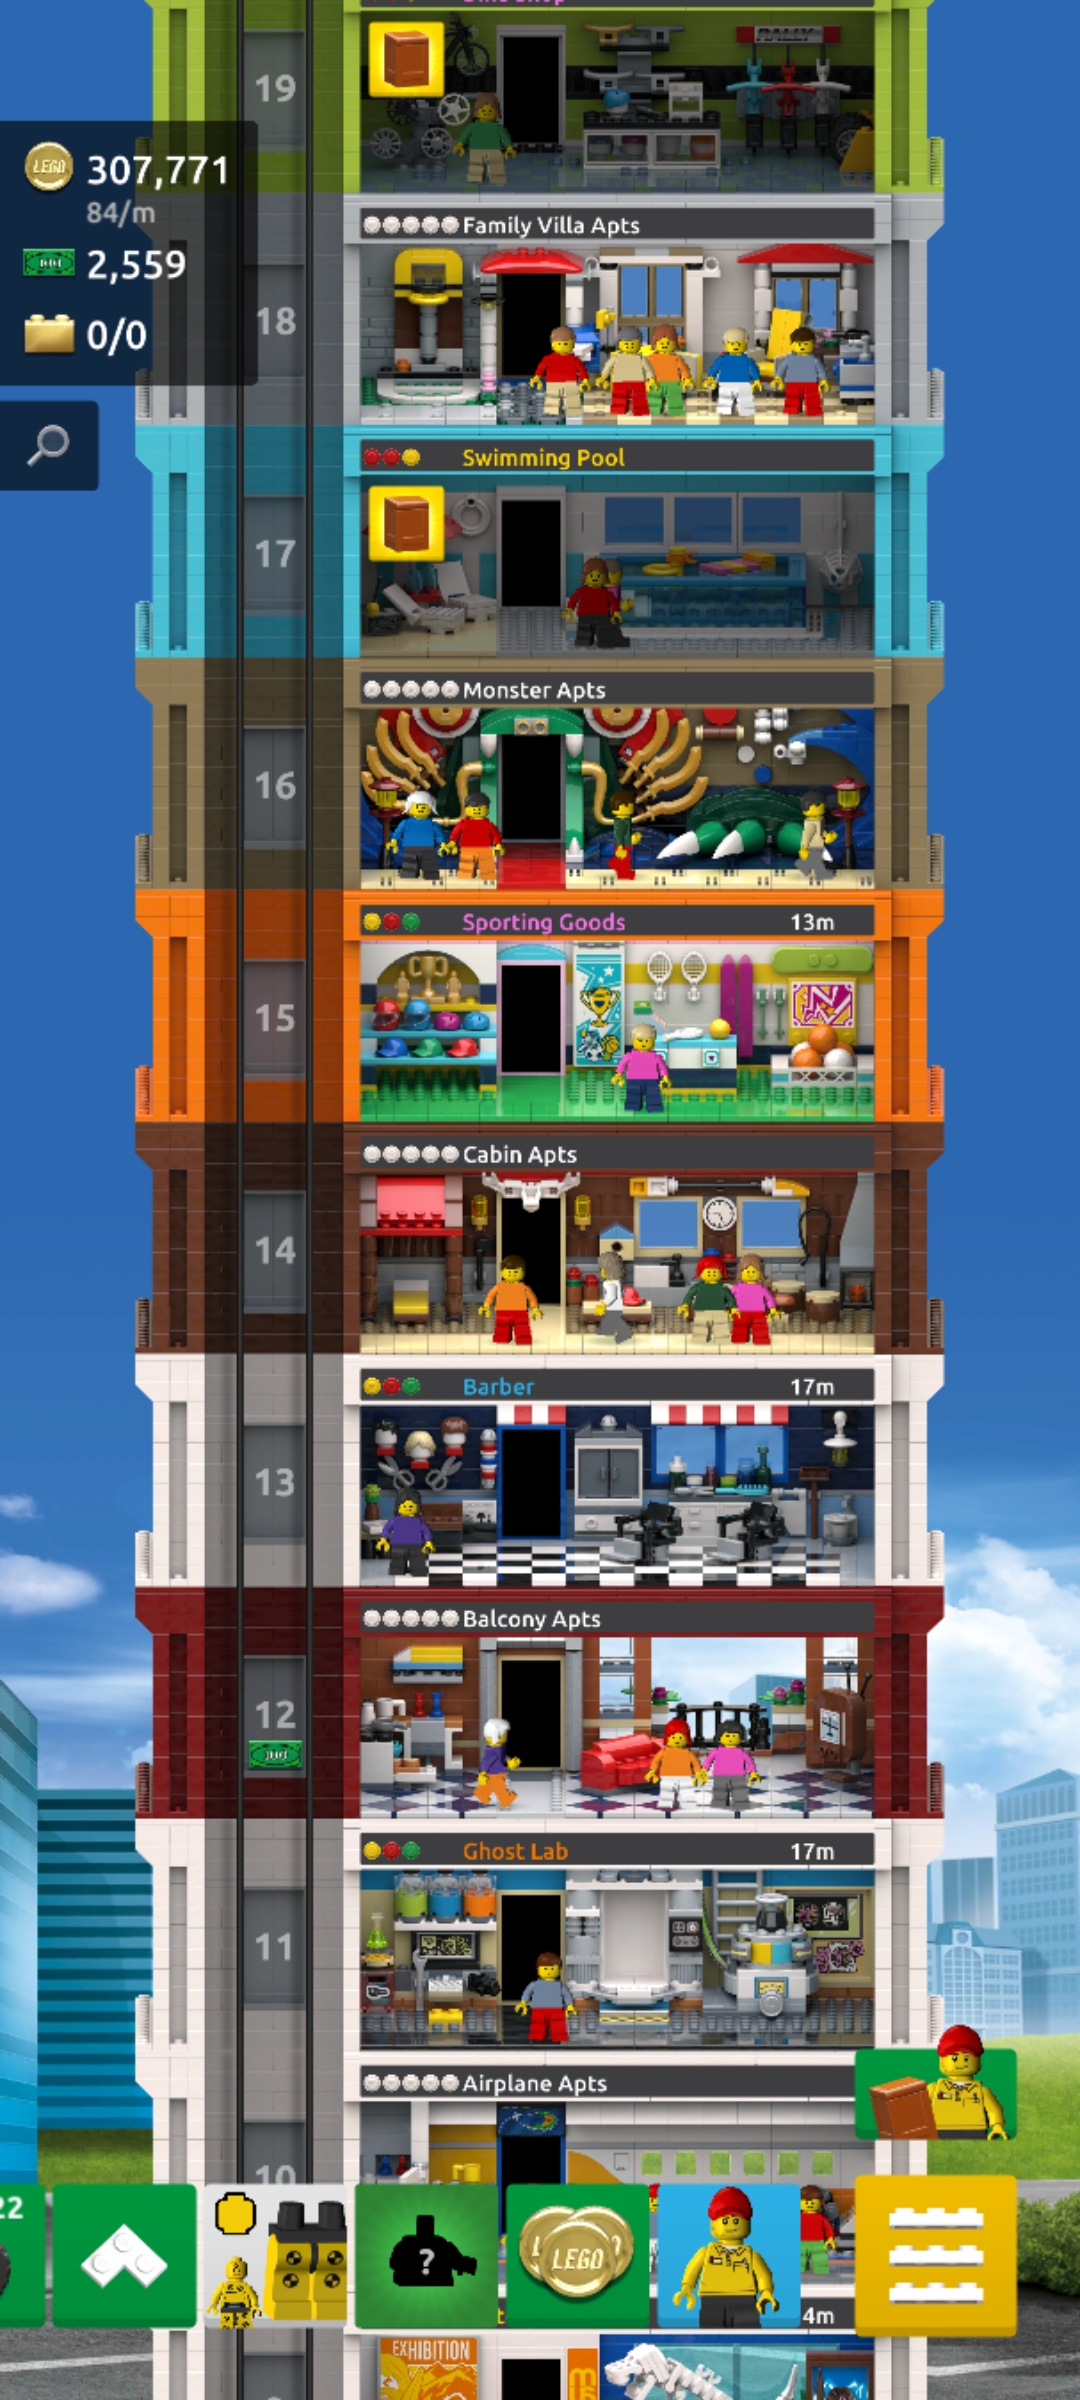 19
RALLY
LEGO 307,771
84/m
2,559
0/0
Family Villa Apts
18
Swimming Pool
17
Monster Apts
16
Sporting Goods 13m
15
Cabin Apts
14
Barber 17m
13
Balcony Apts
12
Ghost Lab 17m
11
Airplane Apts
10
22
?
LEGO
4m
EXHIBITION